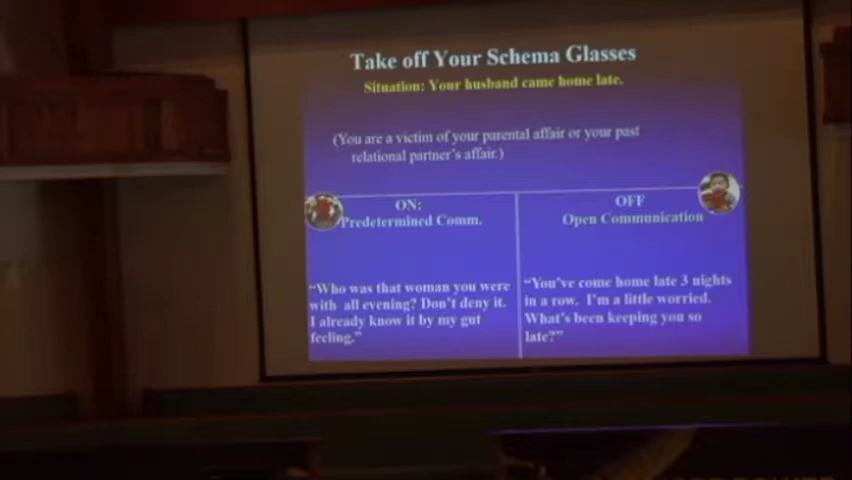 Take off Your Schema Glasses
Situation: Your husband came home late.
(You are a victim of your parental affair or your past
relational partner's affair.)
ON:
Predetermined Comm.
OFF
Open Communication
"Who was that woman you were
with all evening? Don't deny it.
I already know it by my gut
feeling."
"You've come home late 3 nights
in a row. I'm a little worried.
What's been keeping you so
late?"